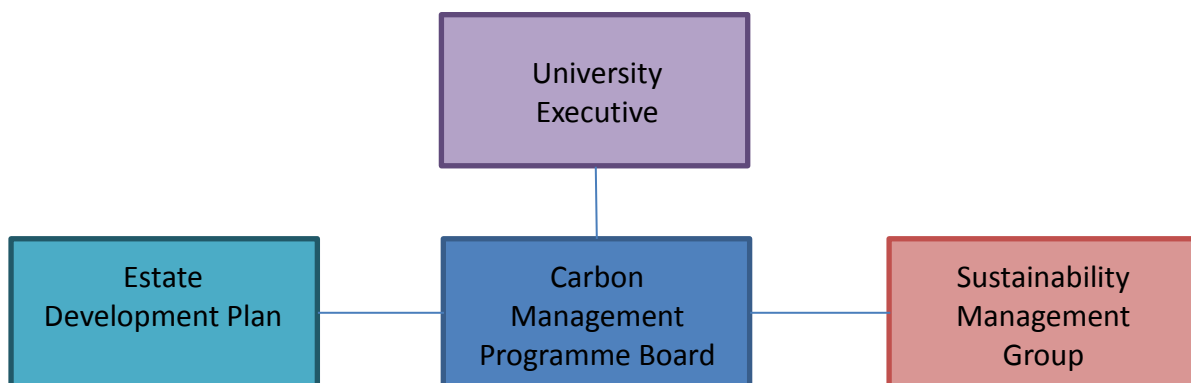 University
Executive
Estate
Development Plan
Carbon
Management
Programme Board
Sustainability
Management
Group